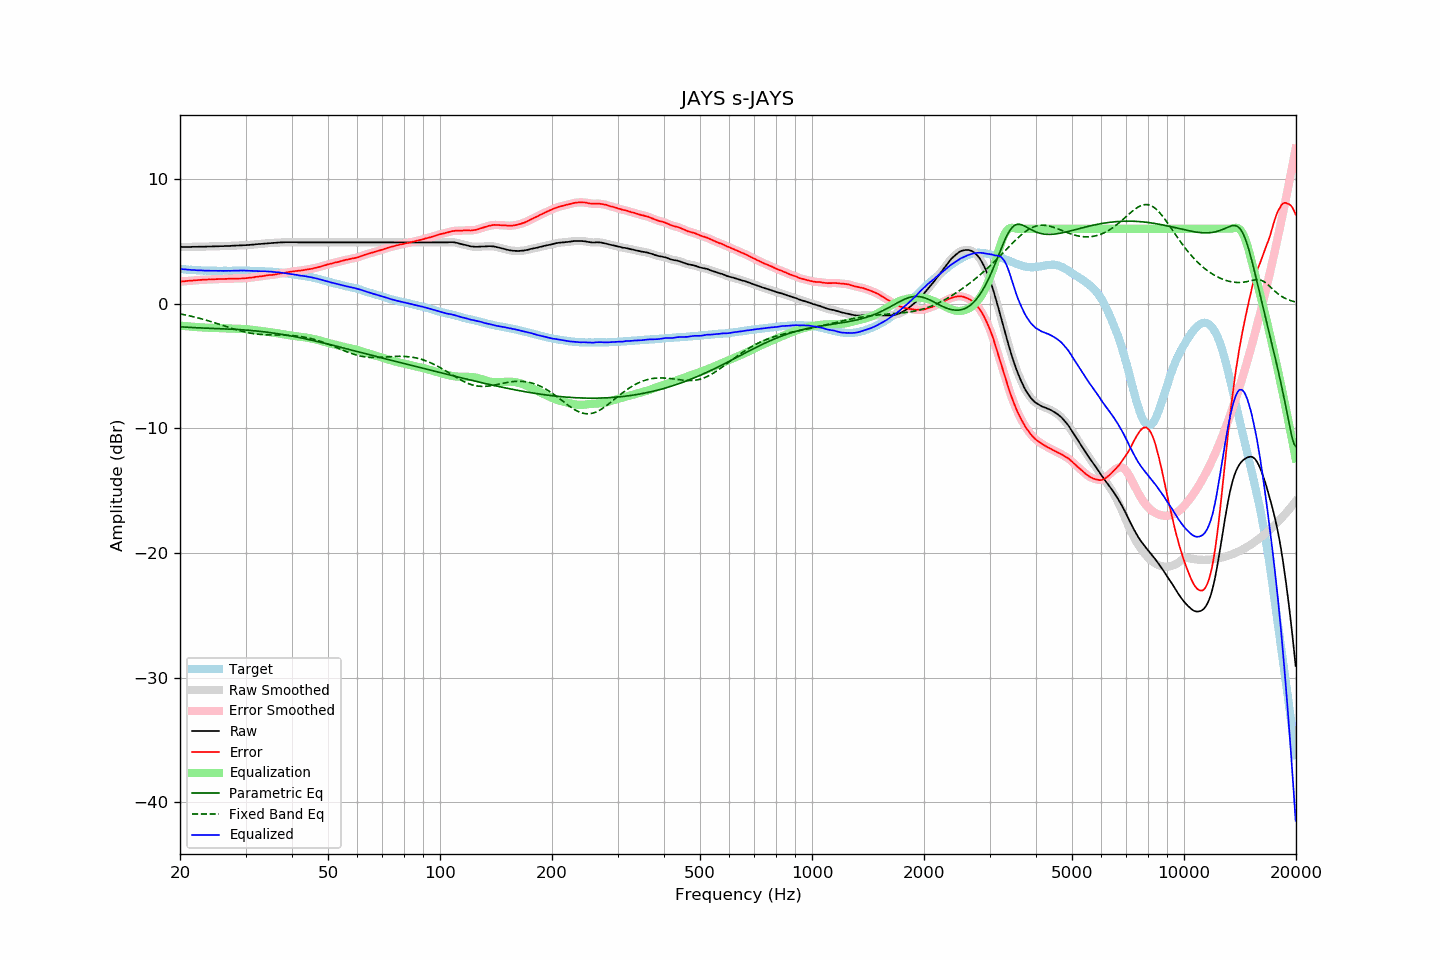 JAYS s-JAYS
Amplitude (dBr)
10
0
−10
−20
−30
−40
Target
Raw Smoothed
Error Smoothed
Raw
Error
Equalization
Parametric Eq
Fixed Band Eq
Equalized
20 50 100 200 500 1000 2000 5000 10000 20000
Frequency (Hz)